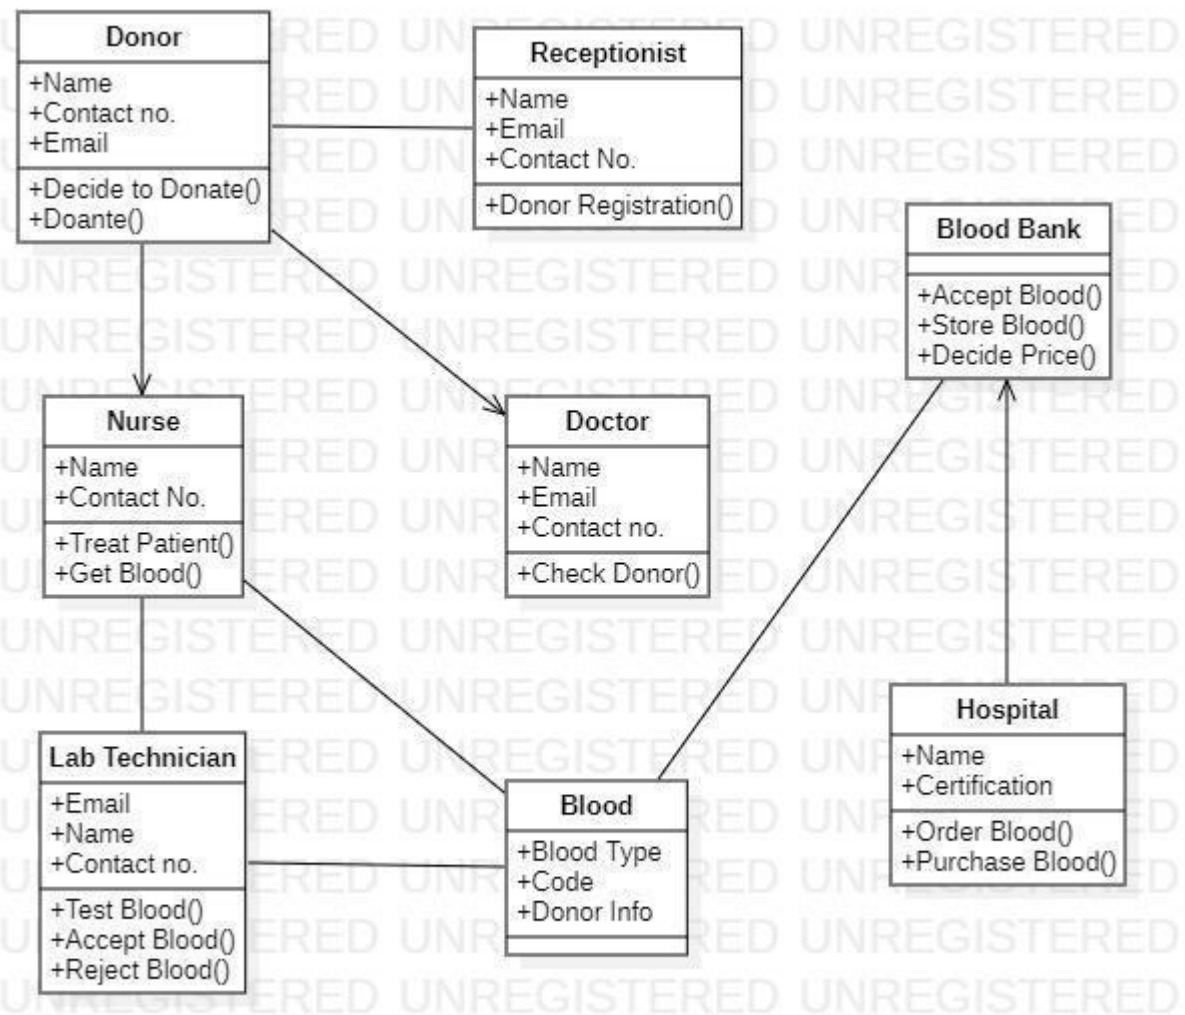 Donor
+Name
+Contact no.
+Email
+Decide to Donate()
+Doante()
Receptionist
+Name
+Email
+Contact No.
+Donor Registration()
Blood Bank
+Accept Blood()
+Store Blood()
+Decide Price()
Nurse
+Name
+Contact No.
+Treat Patient()
+Get Blood()
Doctor
+Name
+Email
+Contact no.
+Check Donor()
Lab Technician
+Email
+Name
+Contact no.
+Test Blood()
+Accept Blood()
+Reject Blood()
Blood
+Blood Type
+Code
+Donor Info
Hospital
+Name
+Certification
+Order Blood()
+Purchase Blood()
UNREGISTERED